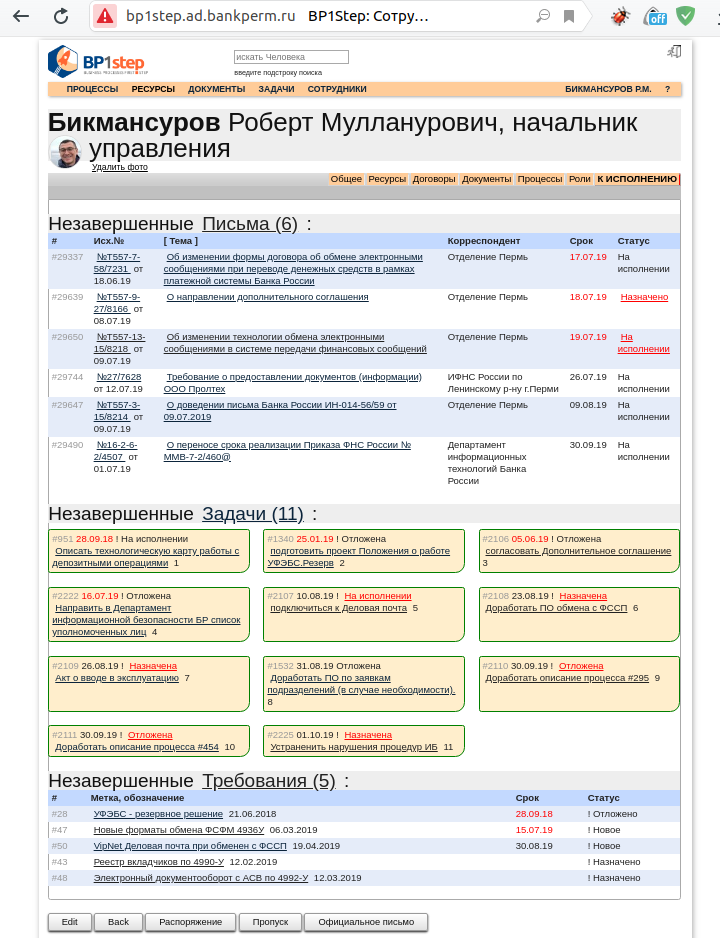 bp1step.ad.bankperm.ru BP1Step: Сотру…
off
BP1step
искать Человека
введите подстроку поиска
ПРОЦЕССЫ РЕСУРСЫ ДОКУМЕНТЫ ЗАДАЧИ СОТРУДНИКИ БИКМАНСУРОВ Р.М. ?
Бикмансуров Роберт Мулланурович, начальник
управления
Удалить фото
Общее Ресурсы Договоры Документы Процессы Роли К ИСПОЛНЕНИЮ
Незавершенные Письма (6) :
# Исх.№ [ Тема ] Корреспондент Срок Статус
#29337 №Т557-7- Об изменении формы договора об обмене электронными Отделение Пермь 17.07.19 На
58/7231 от сообщениями при переводе денежных средств в рамках исполнении
18.06.19 платежной системы Банка России
#29639 №Т557-9- О направлении дополнительного соглашения Отделение Пермь 18.07.19 Назначено
27/8166 от
08.07.19
#29650 №Т557-13- Об изменении технологии обмена электронными Отделение Пермь 19.07.19 На
15/8218 от сообщениями в системе передачи финансовых сообщений исполнении
09.07.19
#29744 №27/7628 Требование о предоставлении документов (информации) ИФНС России по 26.07.19 На
от 12.07.19 ООО Пролтех Ленинскому р-ну г.Перми исполнении
#29647 №Т557-3- О доведении письма Банка России ИН-014-56/59 от Отделение Пермь 09.08.19 На
15/8214 от 09.07.2019 исполнении
09.07.19
#29490 №16-2-6- О переносе срока реализации Приказа ФНС России № Департамент 30.09.19 На
2/4507 от ММВ-7-2/460@ информационных исполнении
01.07.19 технологий Банка
России
Незавершенные Задачи (11) :
#951 28.09.18 ! На исполнении
Описать технологическую карту работы с
депозитными операциями 1
#1340 25.01.19 ! Отложена
подготовить проект Положения о работе
УФЭБС.Резерв 2
#2106 05.06.19 ! Отложена
согласовать Дополнительное соглашение
3
#2222 16.07.19 ! Отложена
Направить в Департамент
информационной безопасности БР список
уполномоченных лиц 4
#2107 10.08.19 ! На исполнении
подключиться к Деловая почта 5
#2108 23.08.19 ! Назначена
Доработать ПО обмена с ФССП 6
#2109 26.08.19 ! Назначена
Акт о вводе в эксплуатацию 7
#1532 31.08.19 Отложена
Доработать ПО по заявкам
подразделений (в случае необходимости).
8
#2110 30.09.19 ! Отложена
Доработать описание процесса #295 9
#2111 30.09.19 ! Отложена
Доработать описание процесса #454 10
#2225 01.10.19 ! Назначена
Устраненить нарушения процедур ИБ 11
Незавершенные Требования (5) :
# Метка, обозначение Срок Статус
#28 УФЭБС - резервное решение 21.06.2018 28.09.18 ! Отложено
#47 Новые форматы обмена ФСФМ 4936У 06.03.2019 15.07.19 ! Новое
#50 VipNet Деловая почта при обменен с ФССП 19.04.2019 30.08.19 ! Новое
#43 Реестр вкладчиков по 4990-У 12.02.2019 ! Назначено
#48 Электронный документооборот с АСВ по 4992-У 12.03.2019 ! Назначено
Edit Back Распоряжение Пропуск Официальное письмо